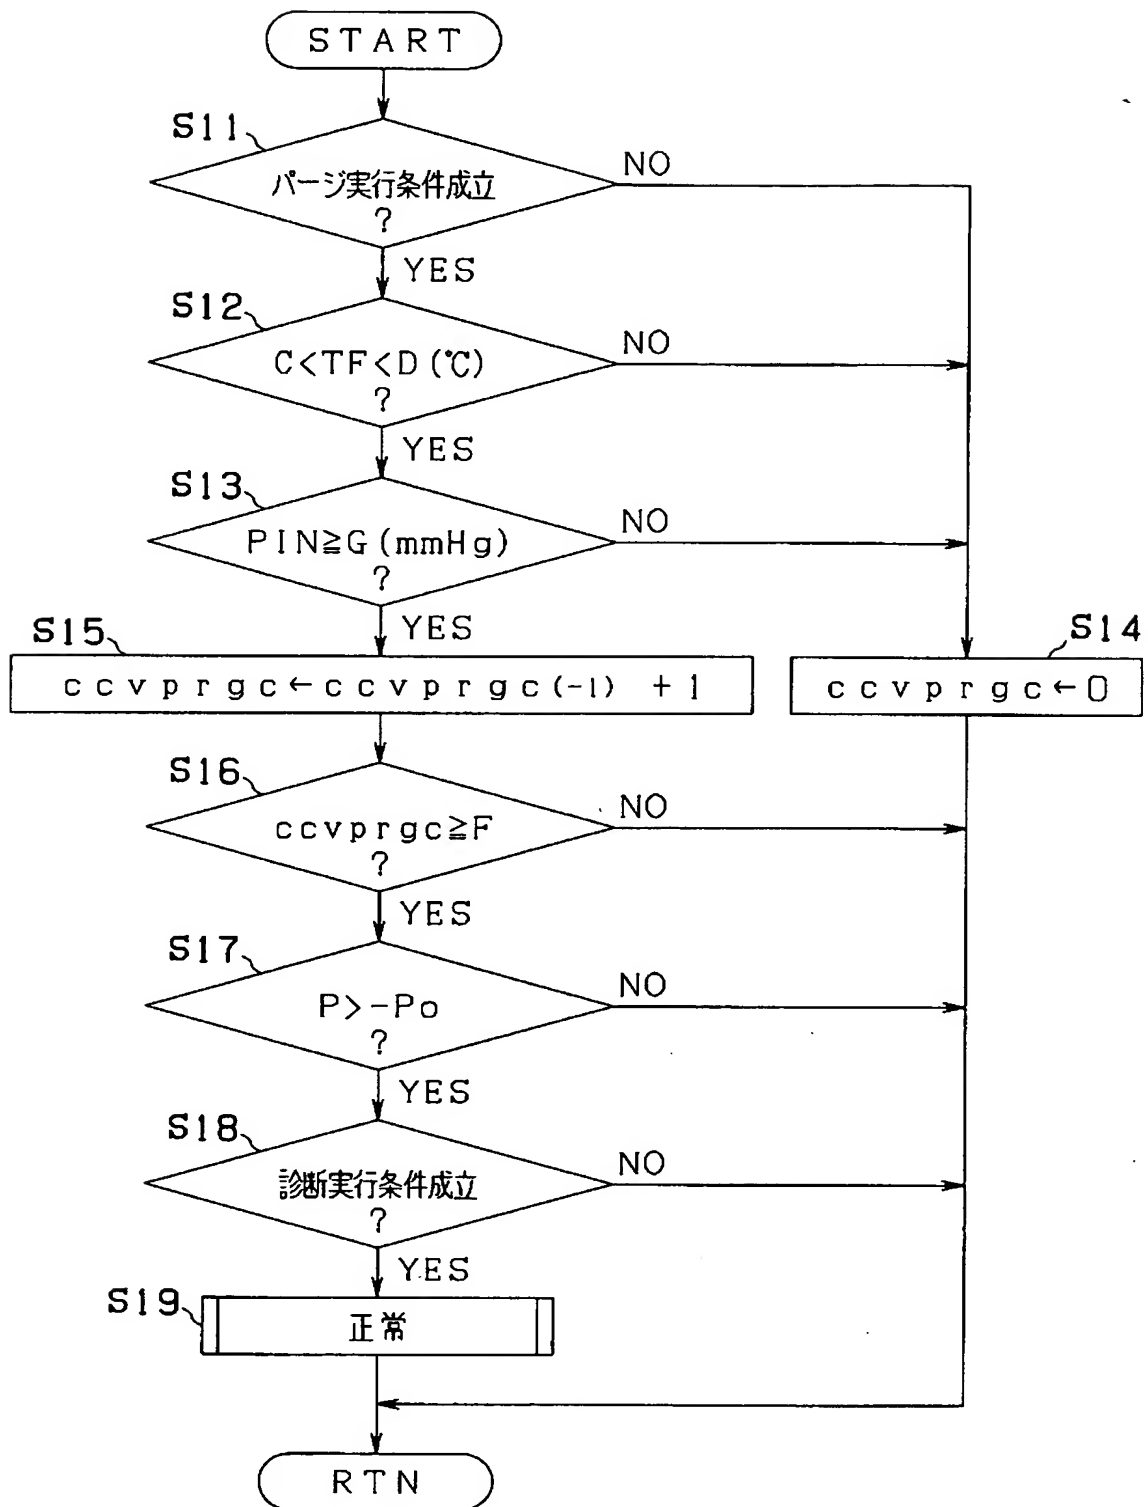 START
S11
パージ実行条件成立
?
NO
YES
S12
C<TF<D(℃)
?
NO
YES
S13
PIN≧G(mmHg)
?
NO
YES
S15
ccvprgc←ccvprgc(-1) +1
S14
ccvprgc←0
S16
ccvprgc≧F
?
NO
YES
S17
P>-Po
?
NO
YES
S18
診断実行条件成立
?
NO
YES
S19
正常
RTN